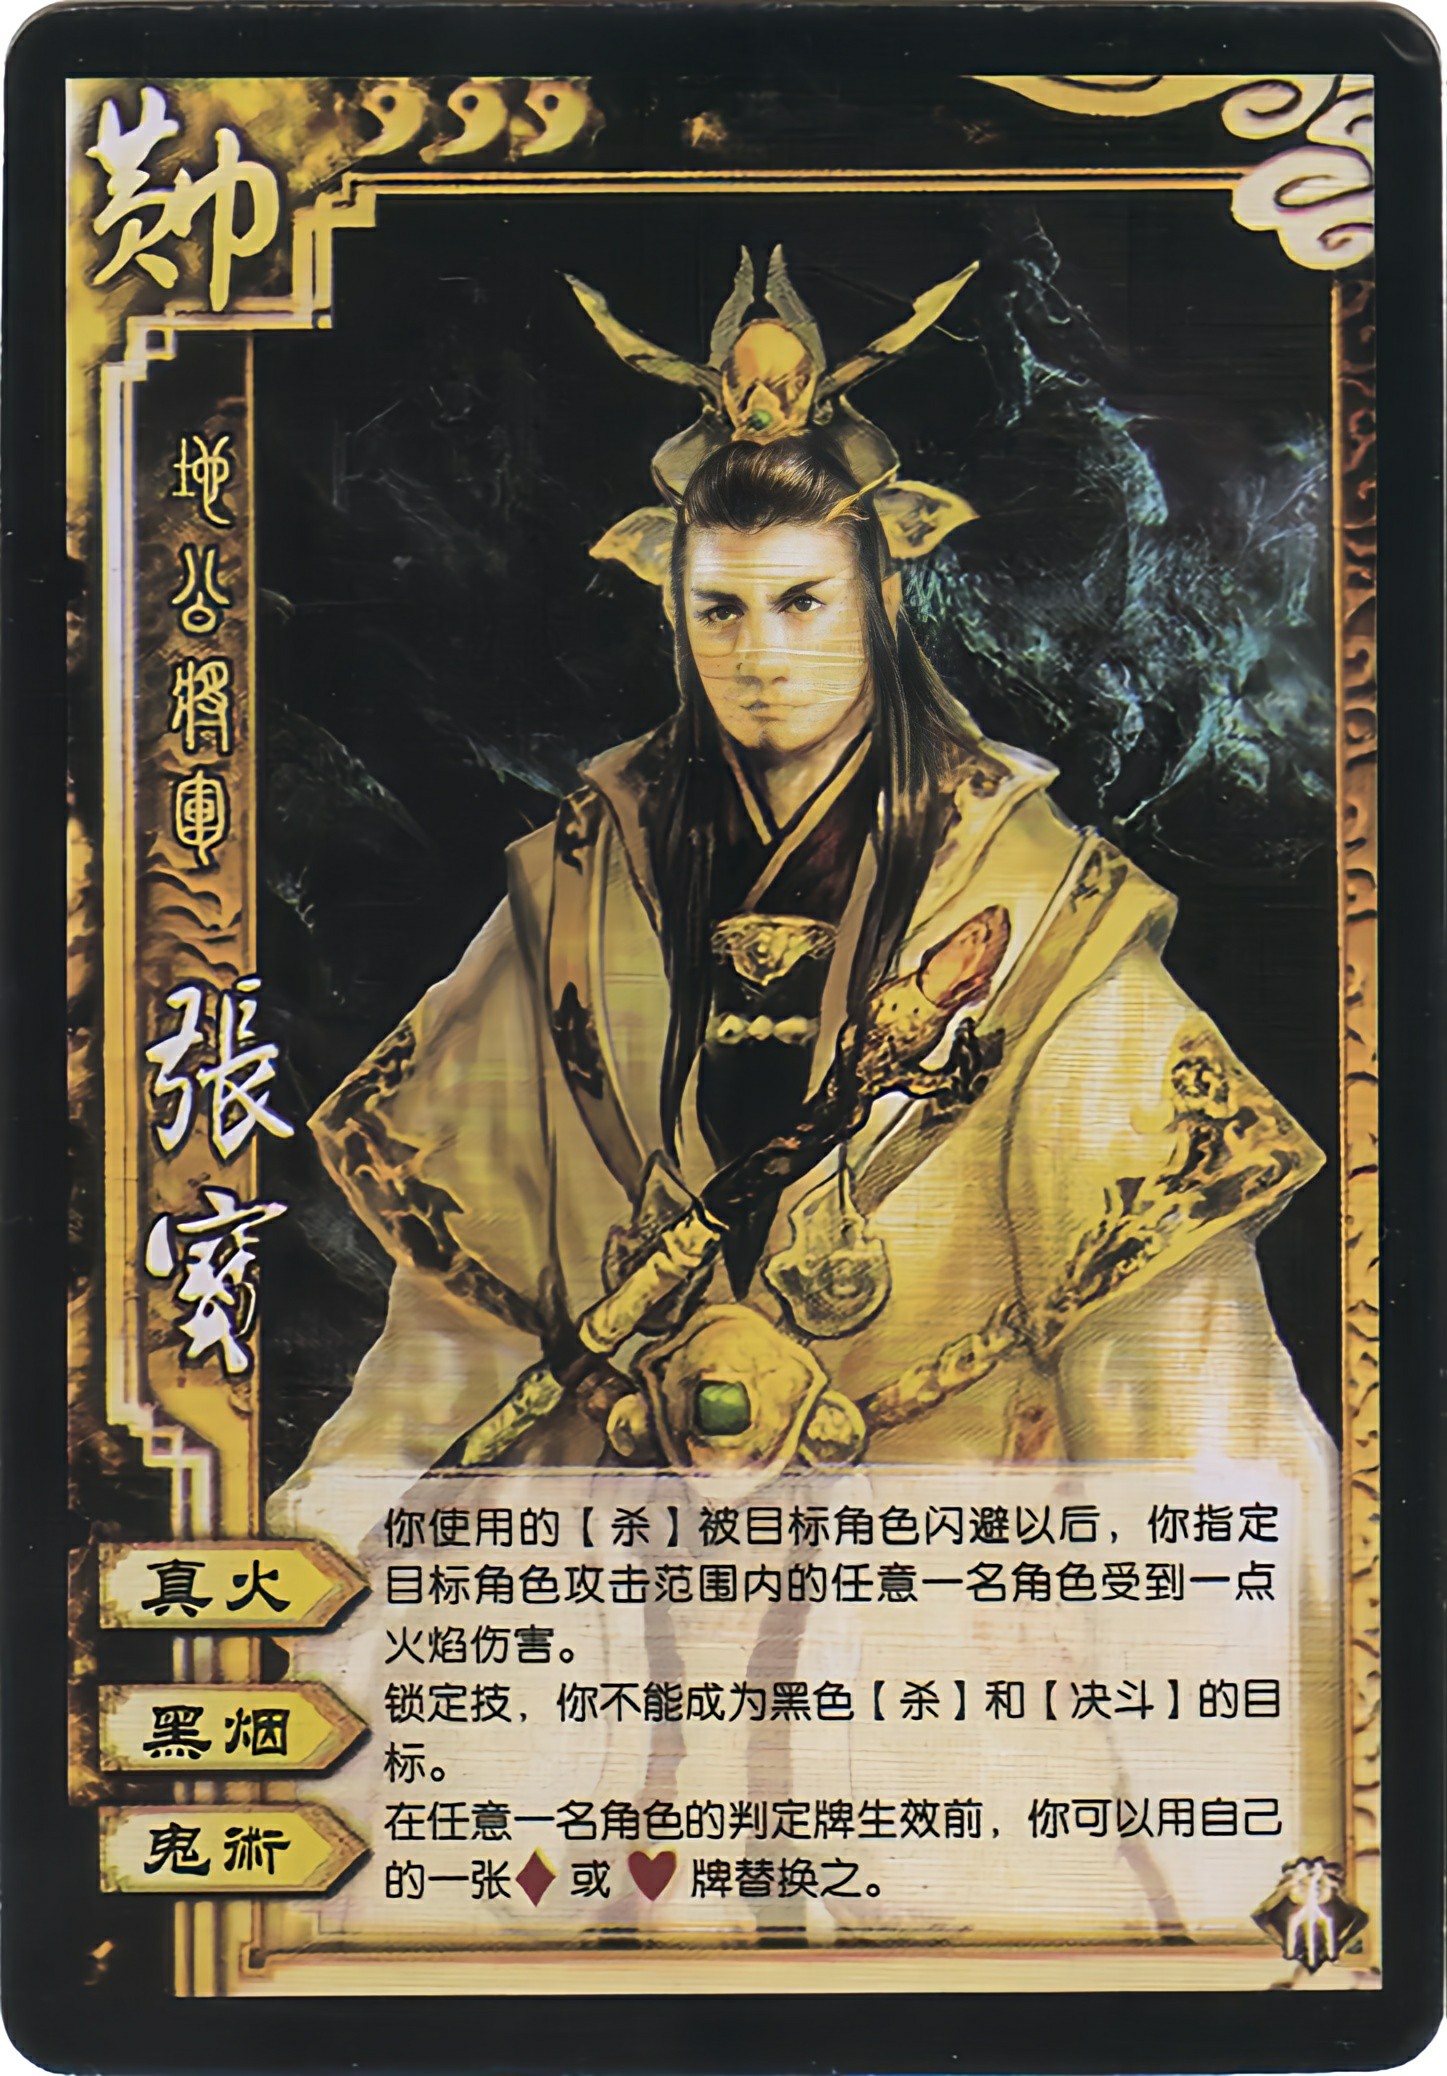 黄帅
地公將軍
張寶
真火
你使用的【杀】被目标角色闪避以后，你指定
目标角色攻击范围内的任意一名角色受到一点
火焰伤害。
黑烟
锁定技，你不能成为黑色【杀】和【决斗】的目
标。
鬼術
在任意一名角色的判定牌生效前，你可以用自己
的一张♦或♥牌替换之。